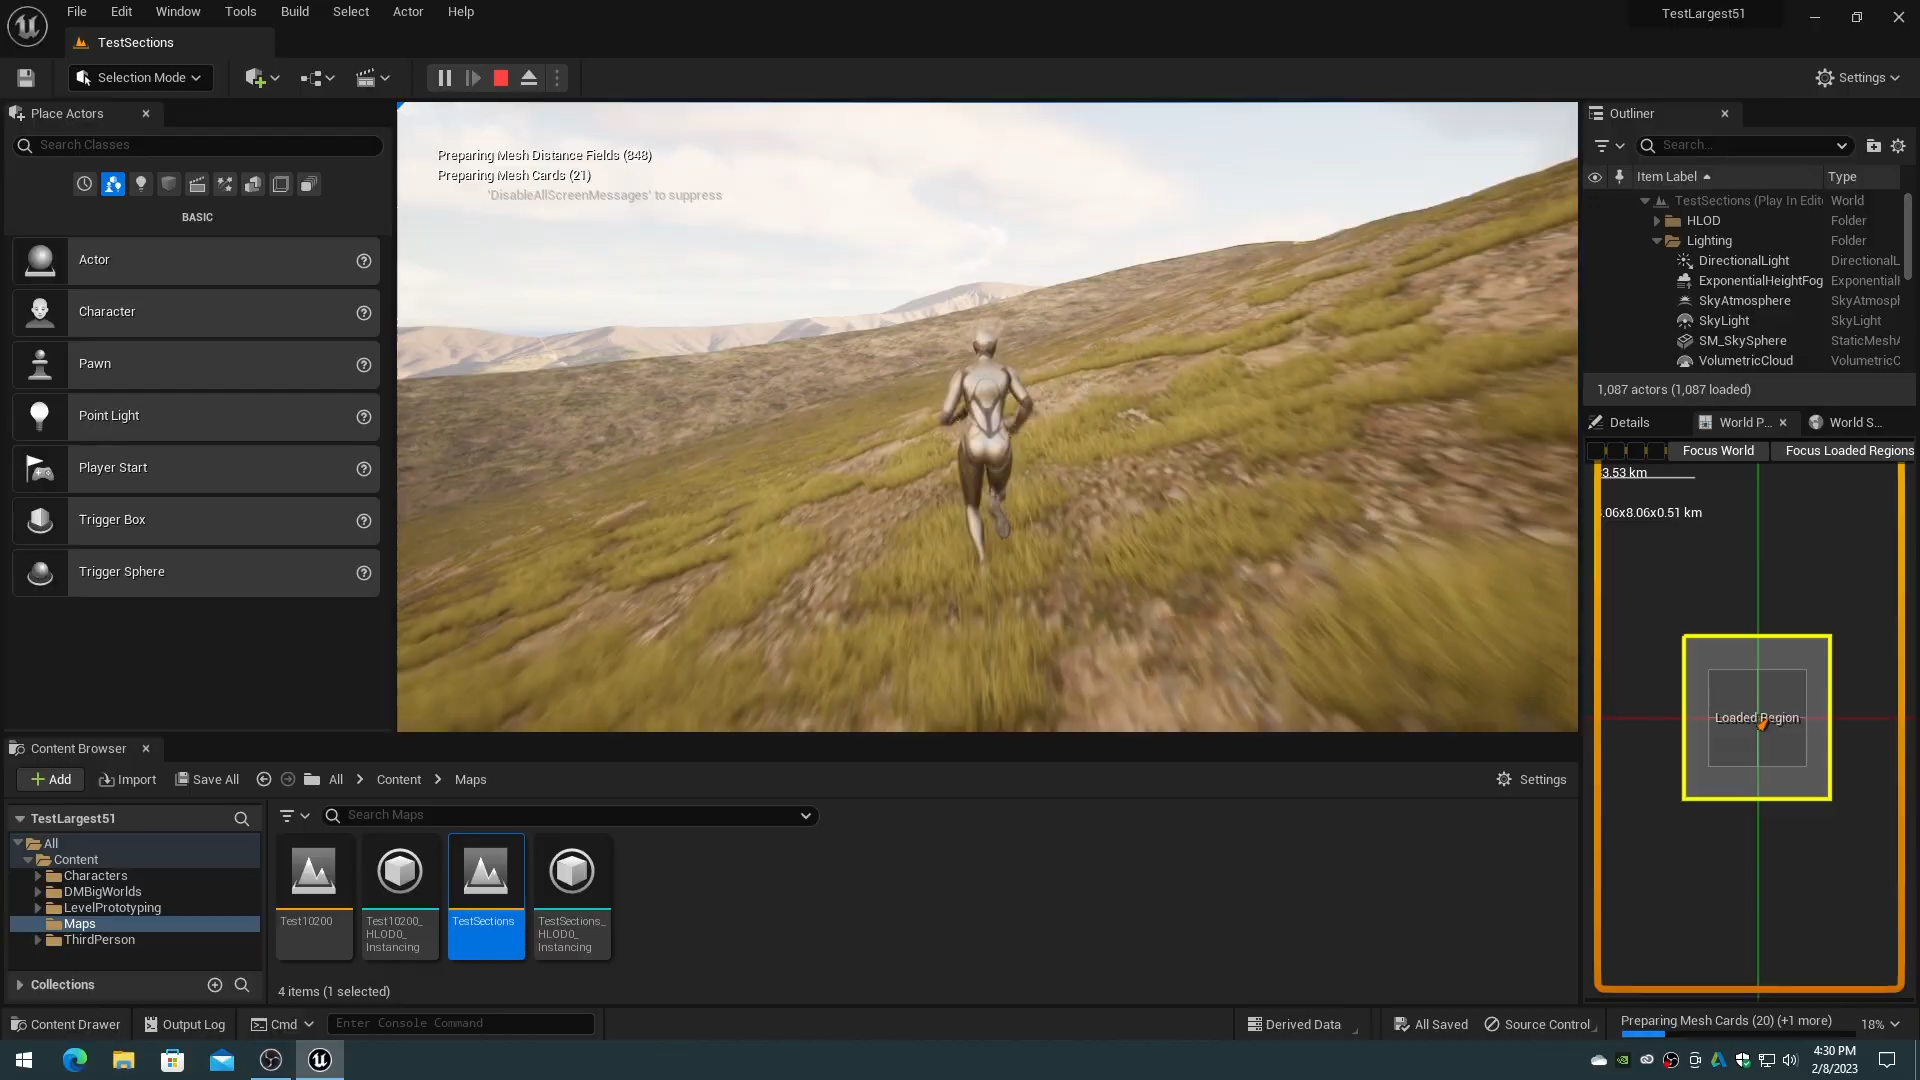 File Edit Window Tools Build Select Actor Help
TestLargest51
TestSections
Selection Mode
Settings
Place Actors
Search Classes
BASIC
Actor
Character
Pawn
Point Light
Player Start
Trigger Box
Trigger Sphere
Preparing Mesh Distance Fields (848)
Preparing Mesh Cards (21)
'DisableAllScreenMessages' to suppress
Outliner
Search...
Item Label Type
TestSections (Play In Edit World
HLOD Folder
Lighting Folder
DirectionalLight DirectionalL
ExponentialHeightFog Exponential
SkyAtmosphere SkyAtmosp
SkyLight SkyLight
SM_SkySphere StaticMesh
VolumetricCloud VolumetricC
1,087 actors (1,087 loaded)
Details World P... World S...
Focus World Focus Loaded Regions
3.53 km
.06x8.06x0.51 km
Loaded Region
Content Browser
Add Import Save All All Content Maps Settings
TestLargest51
All
Content
Characters
DMBigWorlds
LevelPrototyping
Maps
ThirdPerson
Collections
Search Maps
Test10200
Test10200_
HLOD0_
Instancing
TestSections
TestSections_
HLOD0_
Instancing
4 items (1 selected)
Content Drawer Output Log Cmd Enter Console Command Derived Data All Saved Source Control Preparing Mesh Cards (20) (+1 more) 18%
4:30 PM
2/8/2023